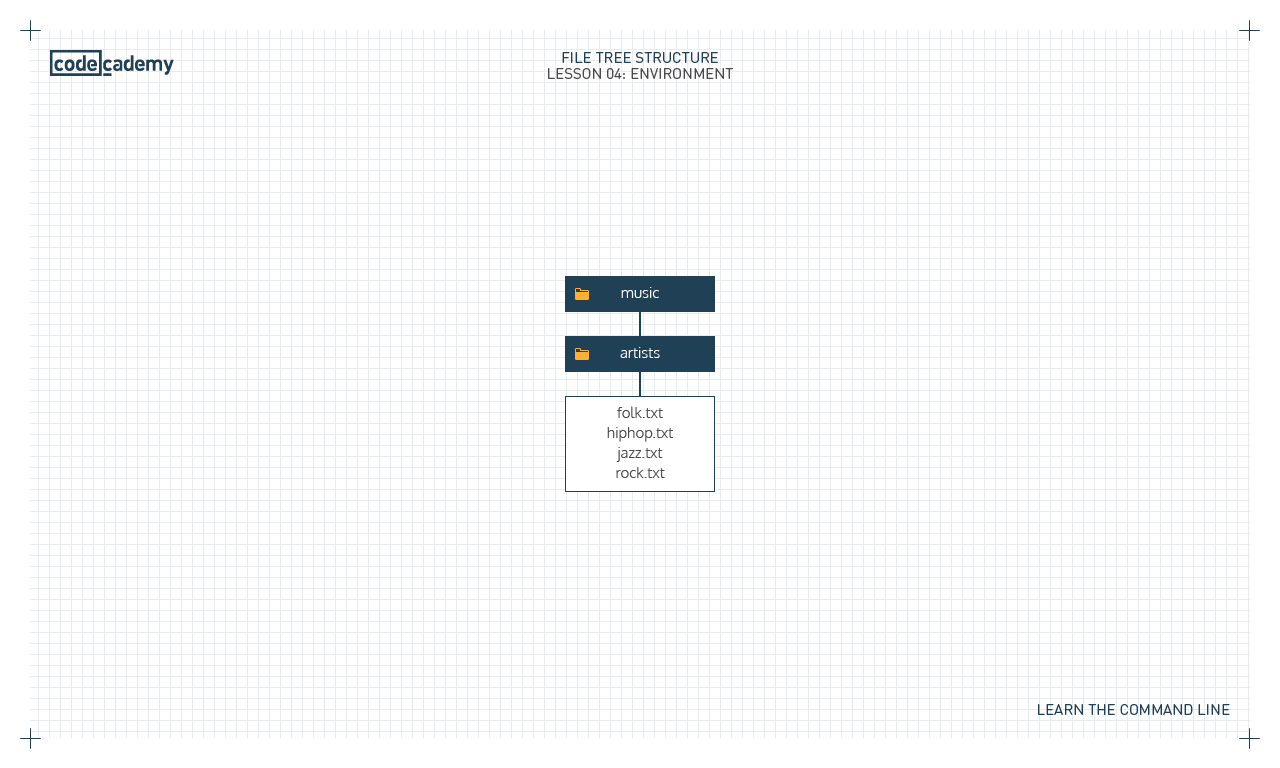 codecademy
FILE TREE STRUCTURE
LESSON 04: ENVIRONMENT
music
artists
folk.txt
hiphop.txt
jazz.txt
rock.txt
LEARN THE COMMAND LINE